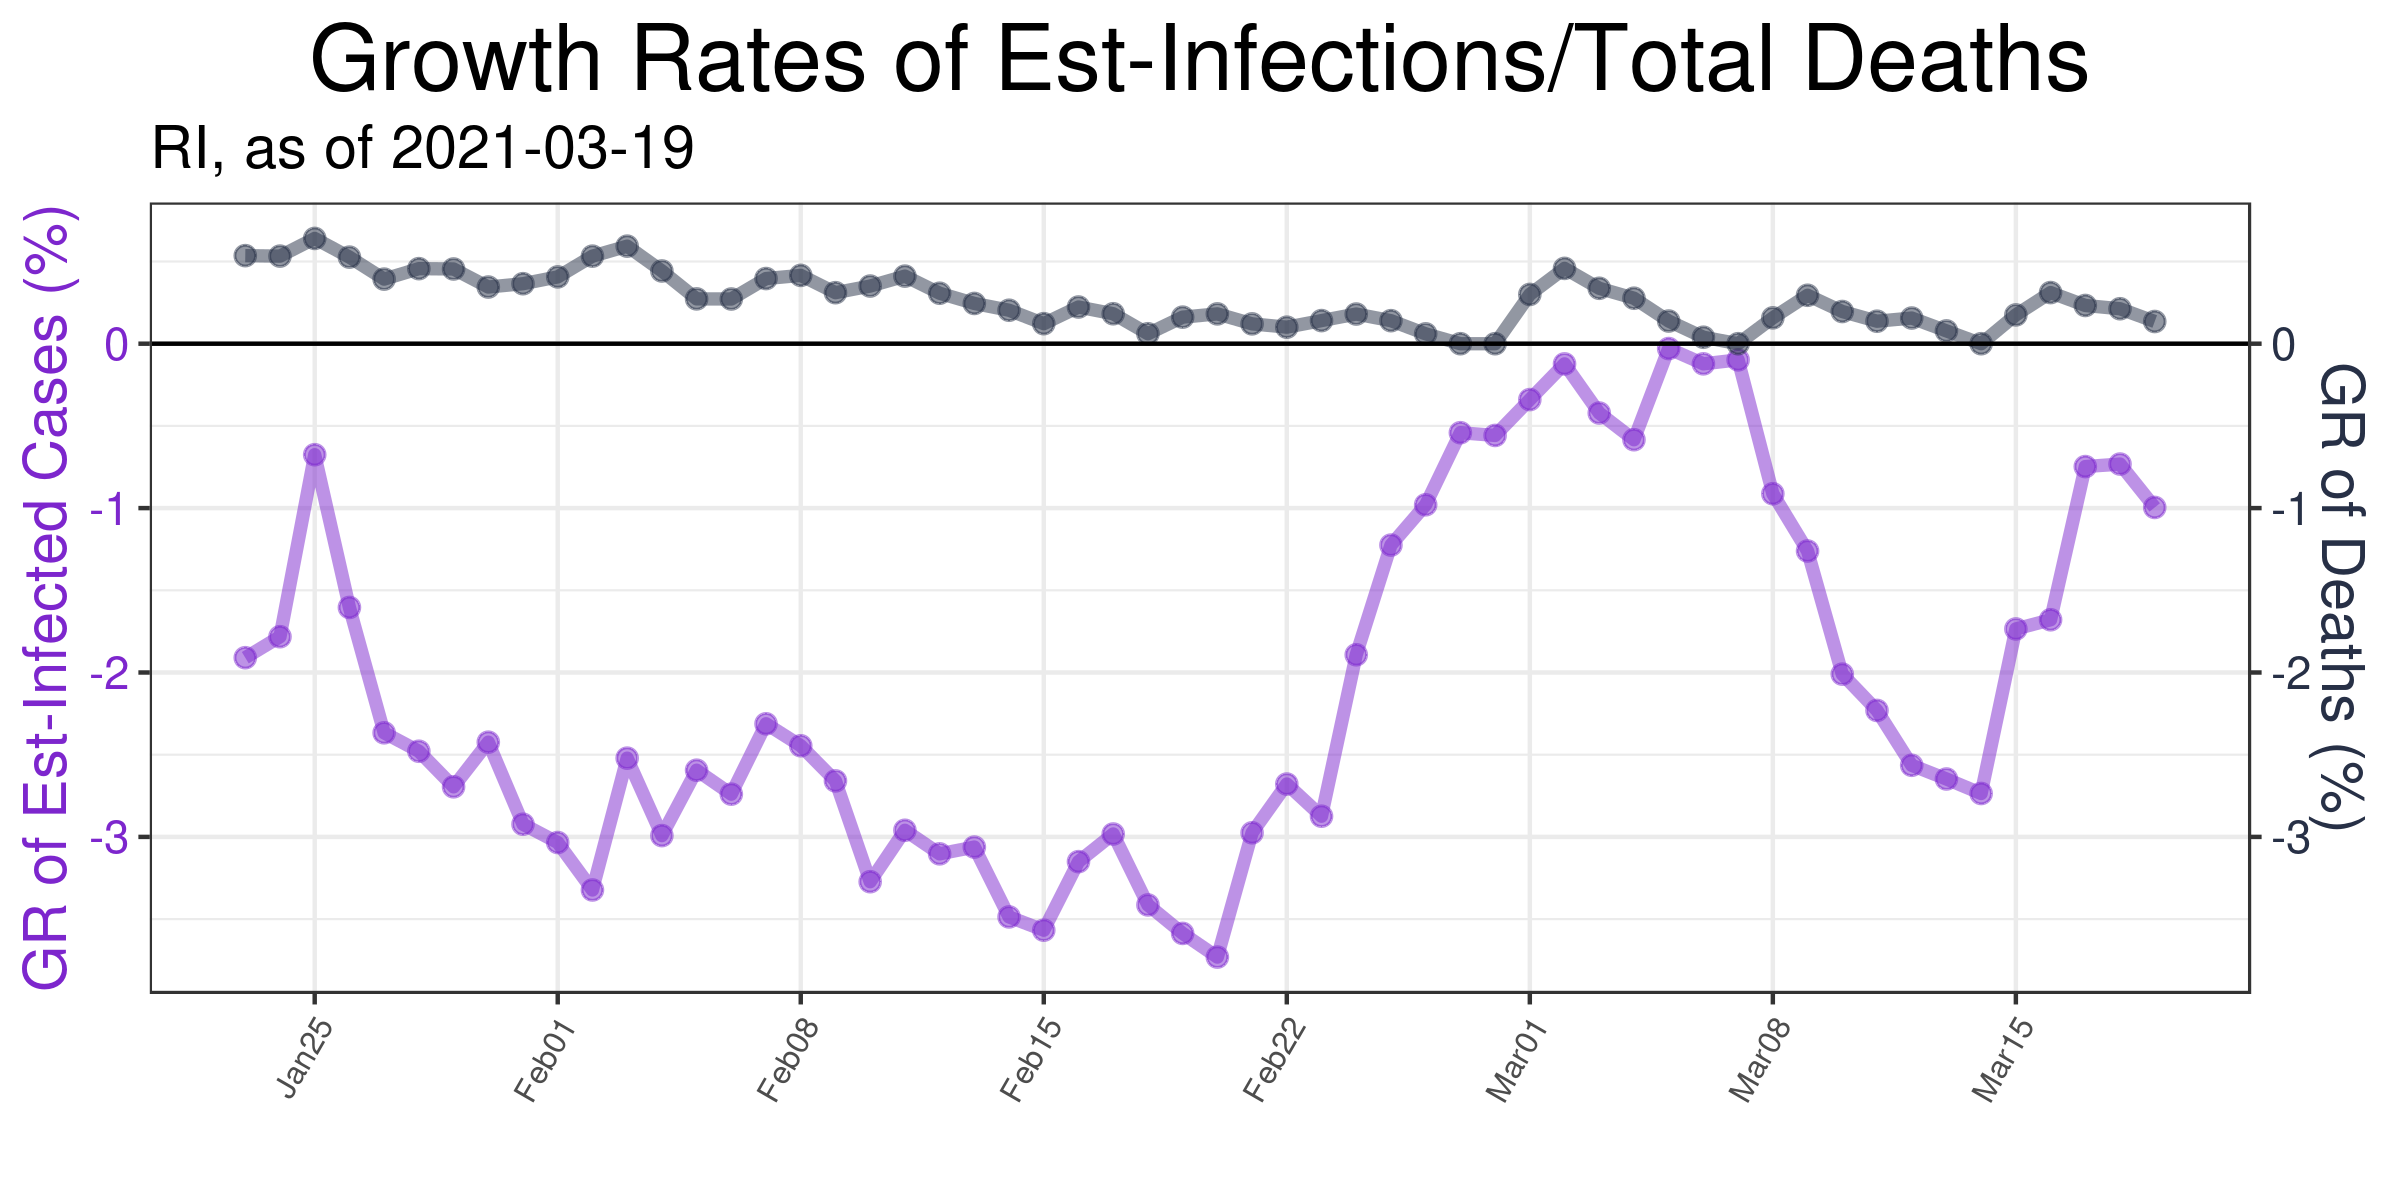 Growth Rates of Est-Infections/Total Deaths
RI, as of 2021-03-19
GR of Est-Infected Cases (%)
0
-1
-2
-3
0
-1
-2
-3
GR of Deaths (%)
Jan25
Feb01
Feb08
Feb15
Feb22
Mar01
Mar08
Mar15